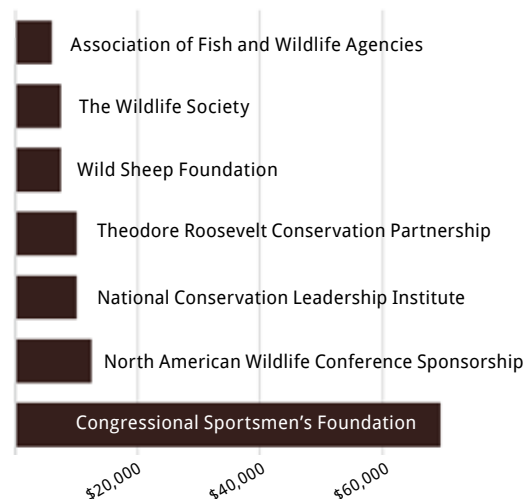 Association of Fish and Wildlife Agencies
The Wildlife Society
Wild Sheep Foundation
Theodore Roosevelt Conservation Partnership
National Conservation Leadership Institute
North American Wildlife Conference Sponsorship
Congressional Sportsmen’s Foundation
$20,000
$40,000
$60,000